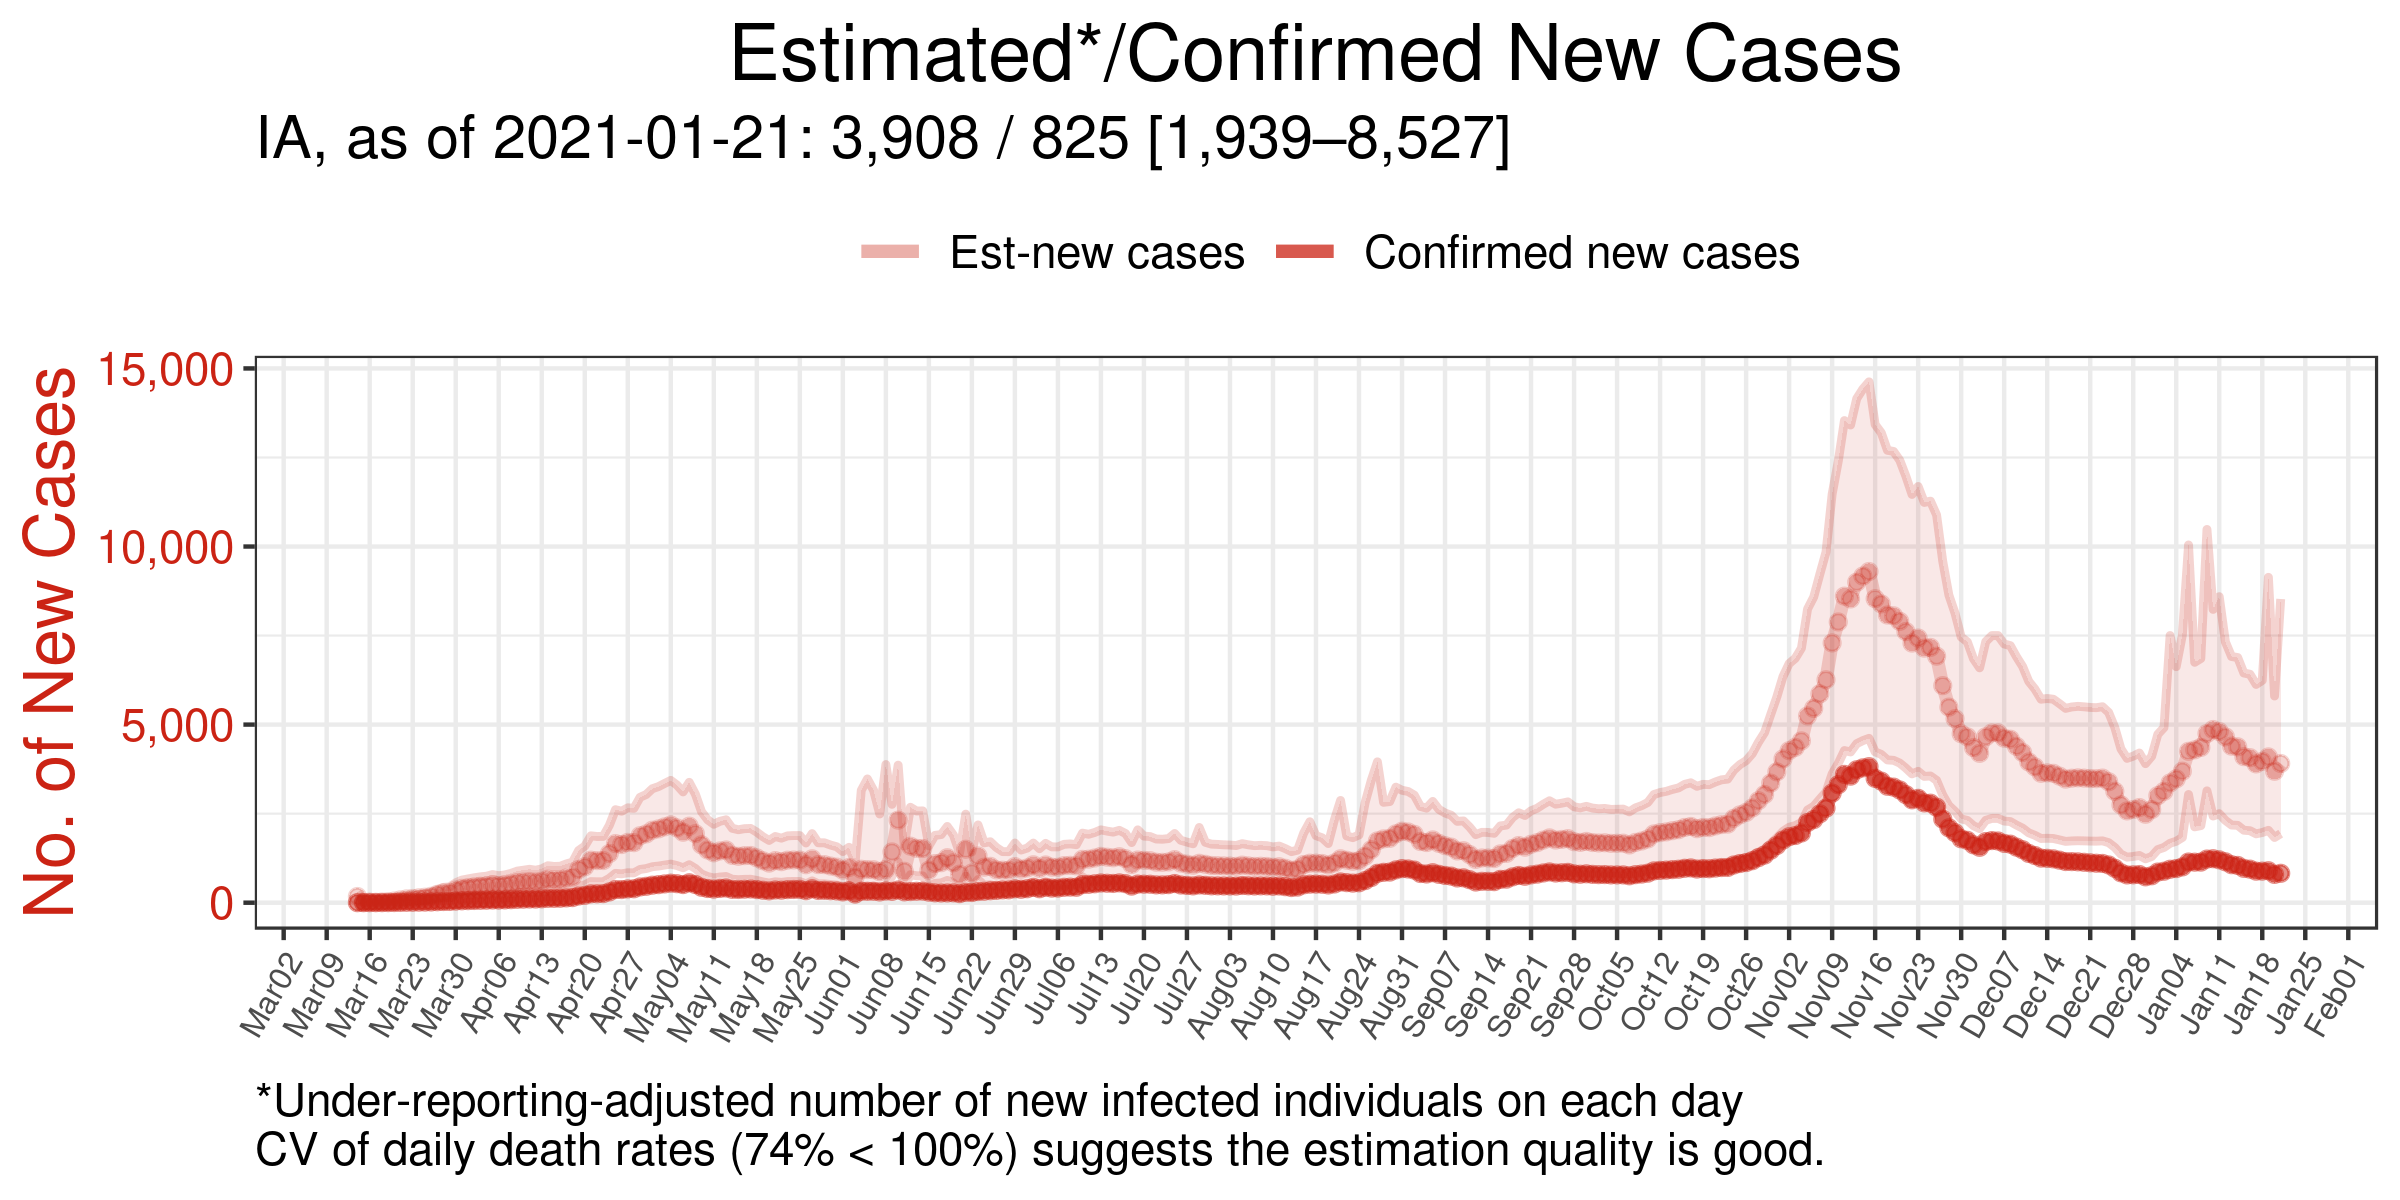 Estimated*/Confirmed New Cases
IA, as of 2021-01-21: 3,908 / 825 [1,939–8,527]
Est-new cases
Confirmed new cases
No. of New Cases
15,000
10,000
5,000
0
Mar02
Mar09
Mar16
Mar23
Mar30
Apr06
Apr13
Apr20
Apr27
May04
May11
May18
May25
Jun01
Jun08
Jun15
Jun22
Jun29
Jul06
Jul13
Jul20
Jul27
Aug03
Aug10
Aug17
Aug24
Aug31
Sep07
Sep14
Sep21
Sep28
Oct05
Oct12
Oct19
Oct26
Nov02
Nov09
Nov16
Nov23
Nov30
Dec07
Dec14
Dec21
Dec28
Jan04
Jan11
Jan18
Jan25
Feb01
*Under-reporting-adjusted number of new infected individuals on each day
CV of daily death rates (74% < 100%) suggests the estimation quality is good.